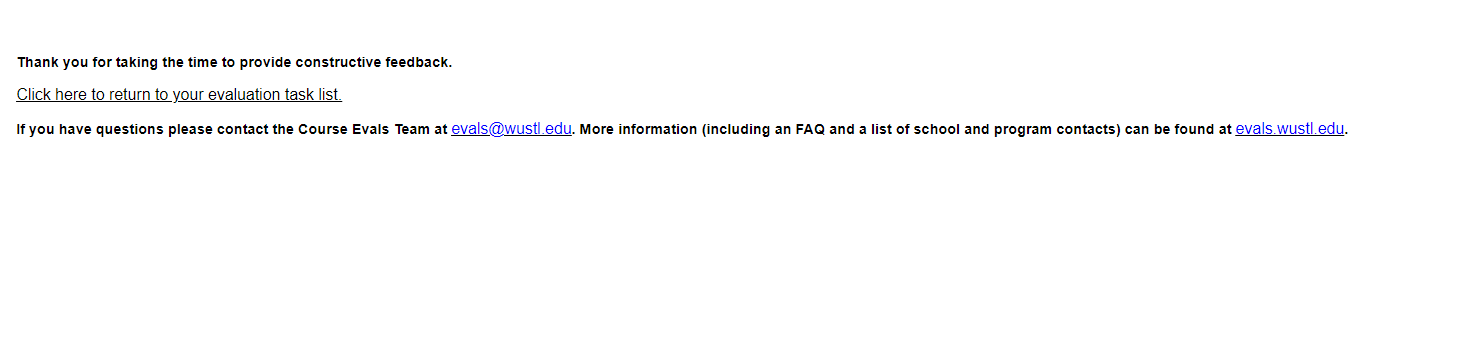 Thank you for taking the time to provide constructive feedback.
Click here to return to your evaluation task list.
If you have questions please contact the Course Evals Team at evals@wustl.edu. More information (including an FAQ and a list of school and program contacts) can be found at evals.wustl.edu.